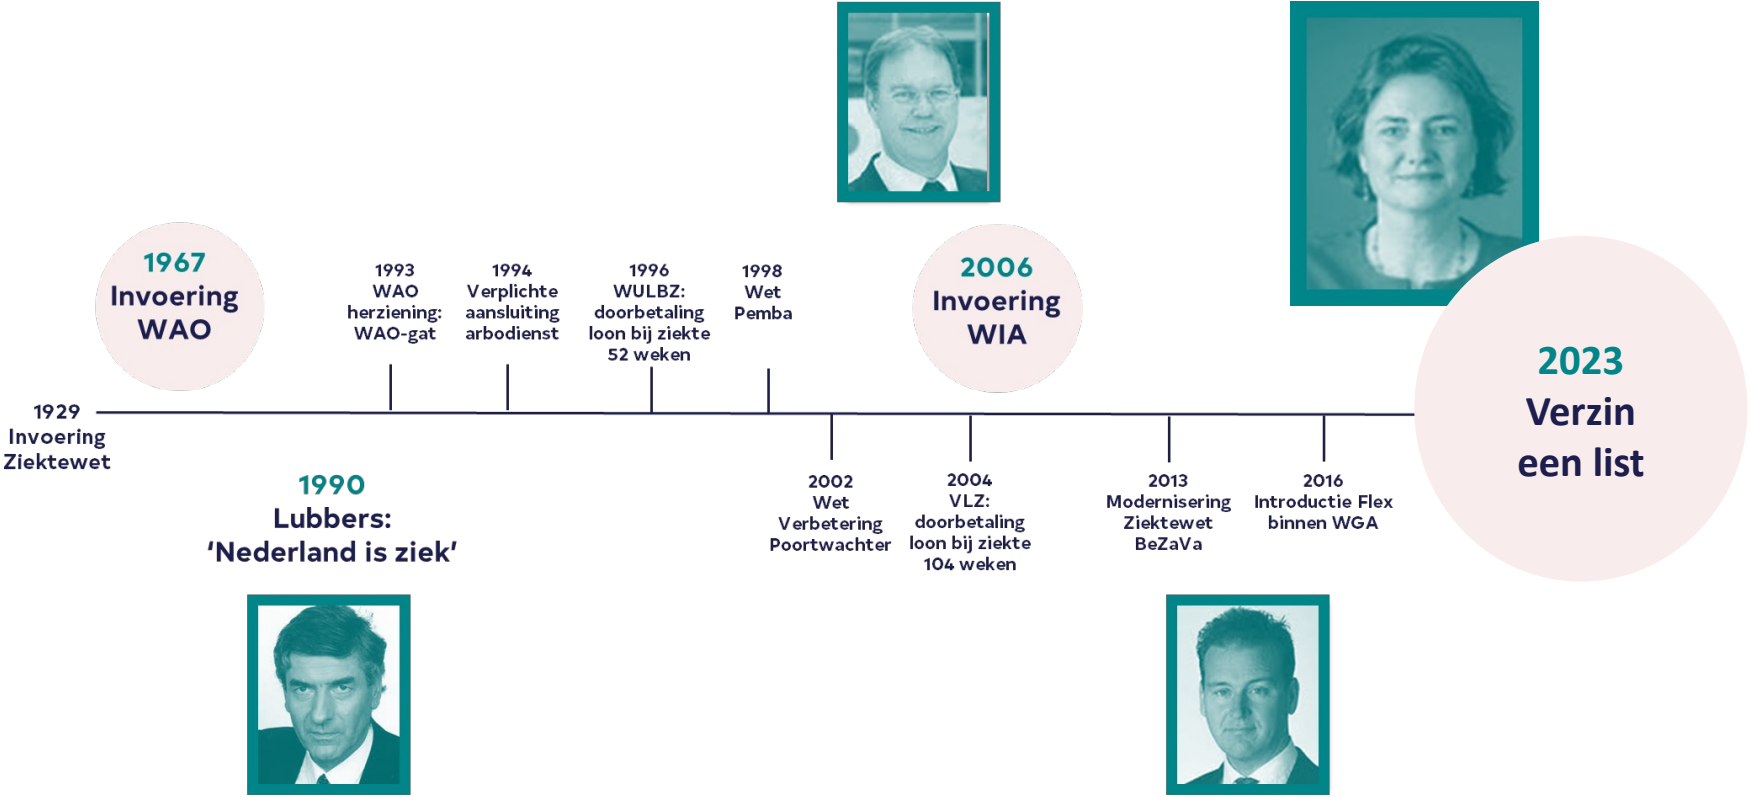 1967
Invoering
WAO
1993
WAO
herziening:
WAO-gat
1994
Verplichte
aansluiting
arbodienst
1996
WULBZ:
doorbetaling
loon bij ziekte
52 weken
1998
Wet
Pemba
2006
Invoering
WIA
2023
Verzin
een list
1929
Invoering
Ziektewet
1990
Lubbers:
‘Nederland is ziek’
2002
Wet
Verbetering
Poortwachter
2004
VLZ:
doorbetaling
loon bij ziekte
104 weken
2013
Modernisering
Ziektewet
BeZaVa
2016
Introductie Flex
binnen WGA